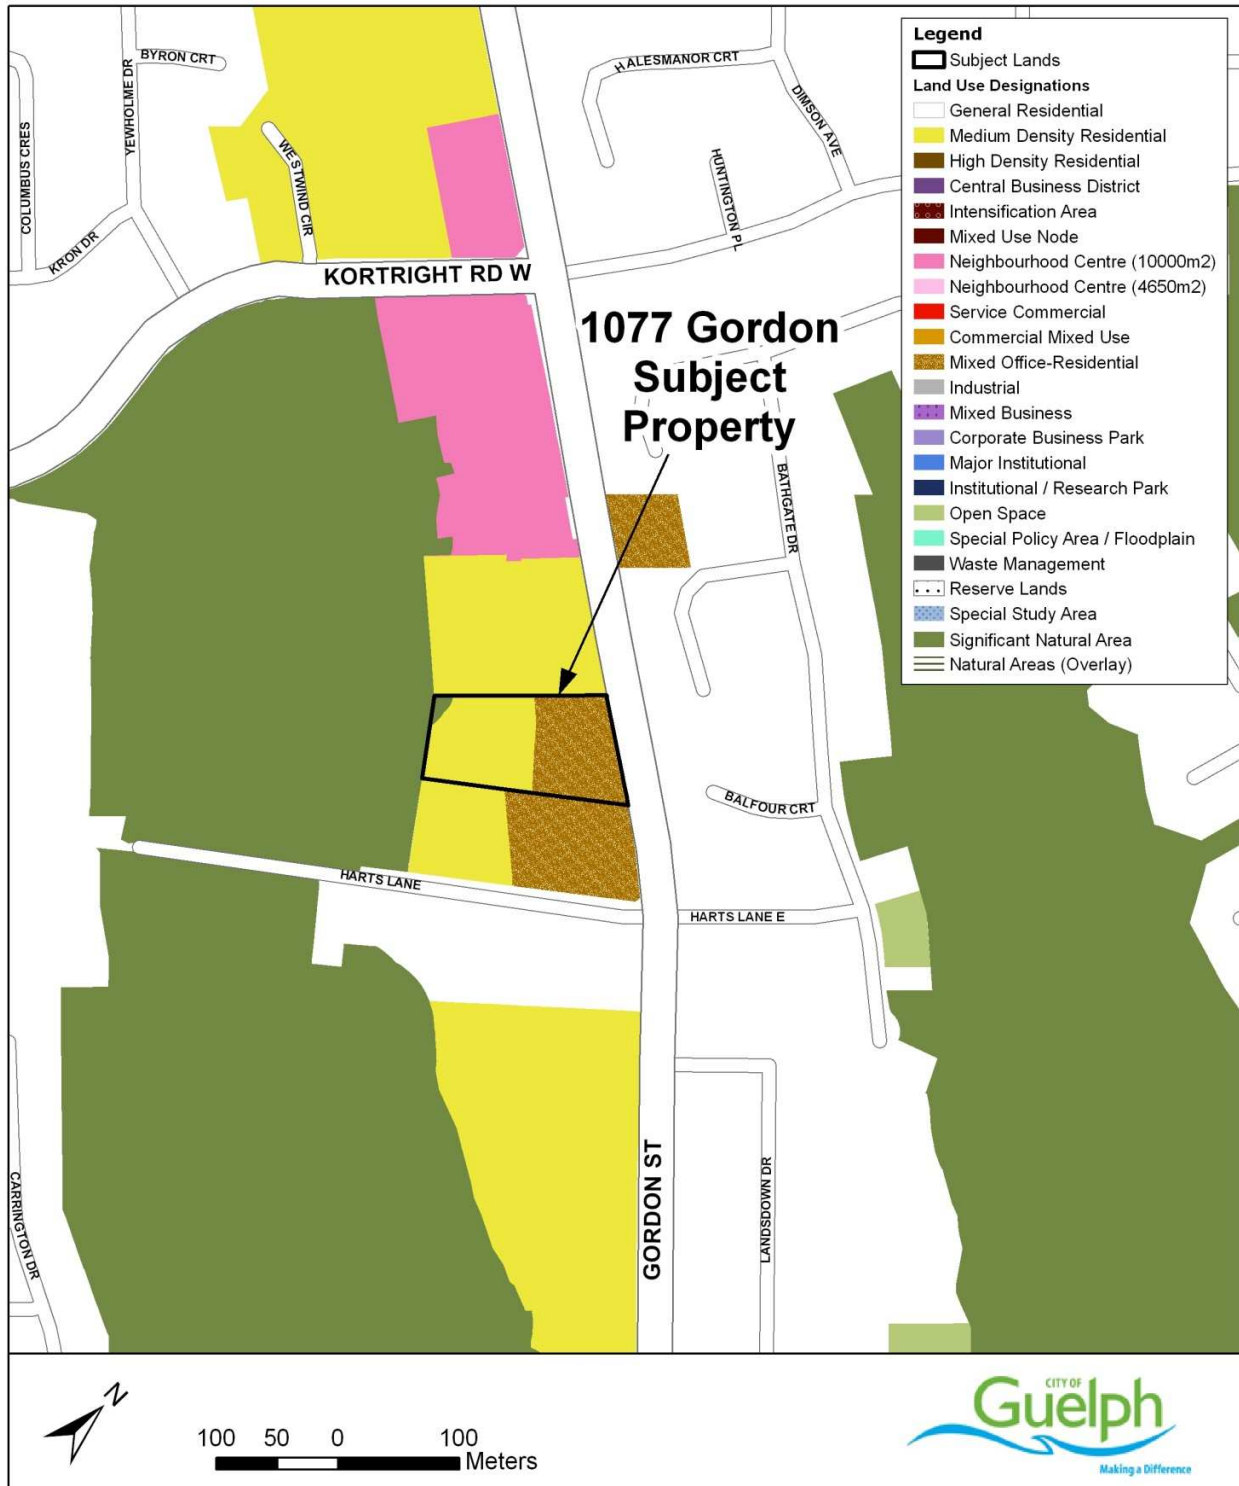 BYRON CRT
YEWHOLME DR
COLUMBUS CRES
WESTWIND CIR
KRON DR
KORTRIGHT RD W
HALESMANOR CRT
DIMSON AVE
HUNTINGTON PL
1077 Gordon
Subject
Property
BATHGATE DR
BALFOUR CRT
HARTS LANE
HARTS LANE E
GORDON ST
LANDSDOWN DR
CARRINGTON DR
Legend
Subject Lands
Land Use Designations
General Residential
Medium Density Residential
High Density Residential
Central Business District
Intensification Area
Mixed Use Node
Neighbourhood Centre (10000m2)
Neighbourhood Centre (4650m2)
Service Commercial
Commercial Mixed Use
Mixed Office-Residential
Industrial
Mixed Business
Corporate Business Park
Major Institutional
Institutional / Research Park
Open Space
Special Policy Area / Floodplain
Waste Management
Reserve Lands
Special Study Area
Significant Natural Area
Natural Areas (Overlay)
N
100 50 0 100
Meters
CITY OF
Guelph
Making a Difference